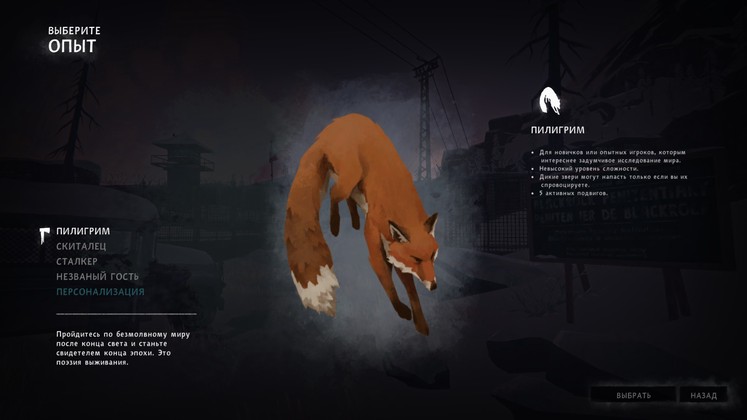 ВЫБЕРИТЕ
ОПЫТ
ПИЛИГРИМ
СКИТАЛЕЦ
СТАЛКЕР
НЕЗВАНЫЙ ГОСТЬ
ПЕРСОНАЛИЗАЦИЯ
Пройдитесь по безмолвному миру
после конца света и станьте
свидетелем конца эпохи. Это
поэзия выживания.
ПИЛИГРИМ
• Для новичков или опытных игроков, которым
интереснее задумчивое исследование мира.
• Невысокий уровень сложности.
• Дикие звери могут напасть только если вы их
спровоцируете.
• 5 активных подвигов.
ВЫБРАТЬ
НАЗАД